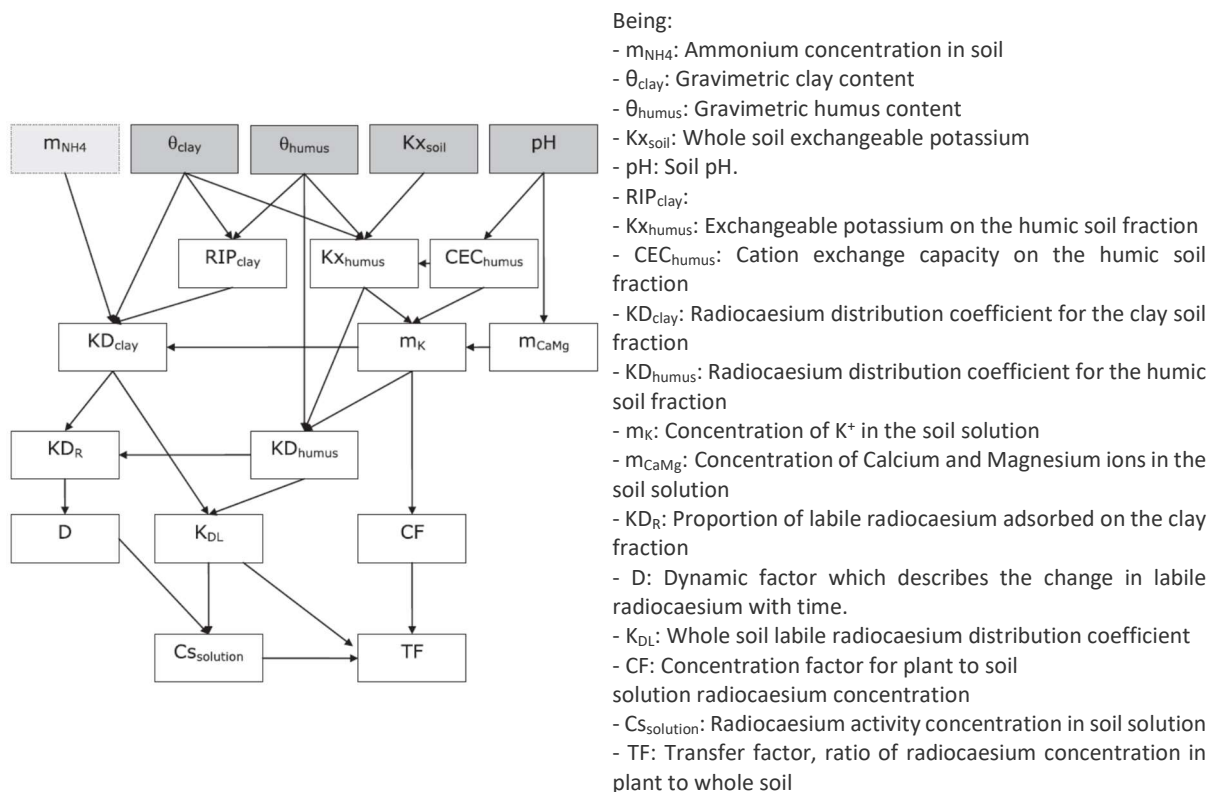 Being:
- mNH4: Ammonium concentration in soil
- θclay: Gravimetric clay content
- θhumus: Gravimetric humus content
- Kxsoil: Whole soil exchangeable potassium
- pH: Soil pH.
- RIPclay:
- Kxhumus: Exchangeable potassium on the humic soil fraction
- CEChumus: Cation exchange capacity on the humic soil
fraction
- KDclay: Radiocaesium distribution coefficient for the clay soil
fraction
- KDhumus: Radiocaesium distribution coefficient for the humic
soil fraction
- mK: Concentration of K+ in the soil solution
- mCaMg: Concentration of Calcium and Magnesium ions in the
soil solution
- KDR: Proportion of labile radiocaesium adsorbed on the clay
fraction
- D: Dynamic factor which describes the change in labile
radiocaesium with time.
- KDL: Whole soil labile radiocaesium distribution coefficient
- CF: Concentration factor for plant to soil
solution radiocaesium concentration
- Cssolution: Radiocaesium activity concentration in soil solution
- TF: Transfer factor, ratio of radiocaesium concentration in
plant to whole soil
mNH4 θclay θhumus Kxsoil pH
RIPclay Kxhumus CEChumus
KDclay mK mCaMg
KDR KDhumus
D KDL CF
Cssolution TF